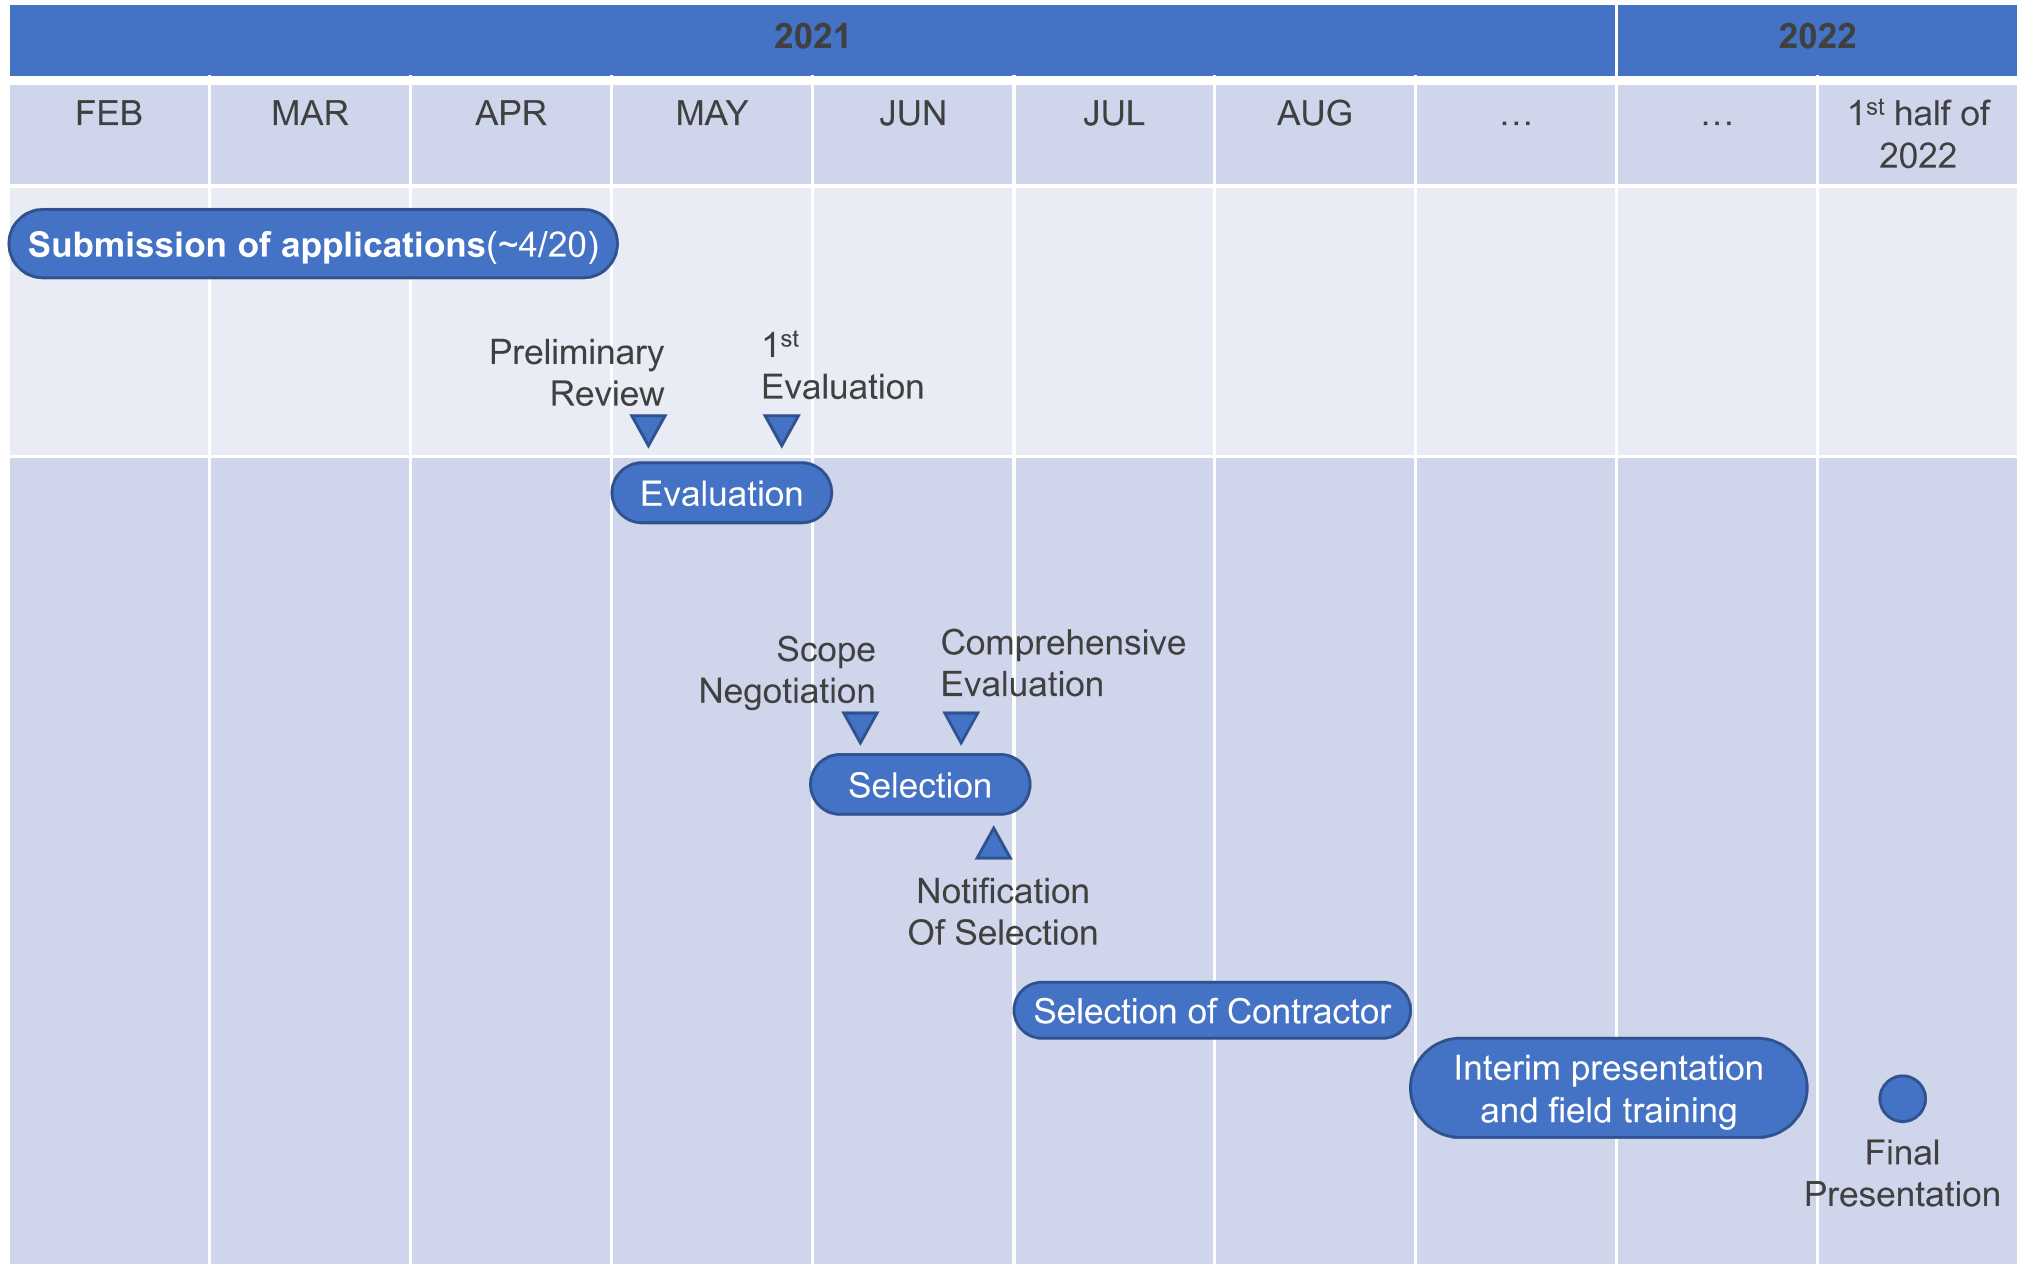 2021
2022
FEB
MAR
APR
MAY
JUN
JUL
AUG
…
…
1st half of
2022
Submission of applications(~4/20)
Preliminary
Review
1st
Evaluation
Evaluation
Scope
Negotiation
Comprehensive
Evaluation
Selection
Notification
Of Selection
Selection of Contractor
Interim presentation
and field training
Final
Presentation